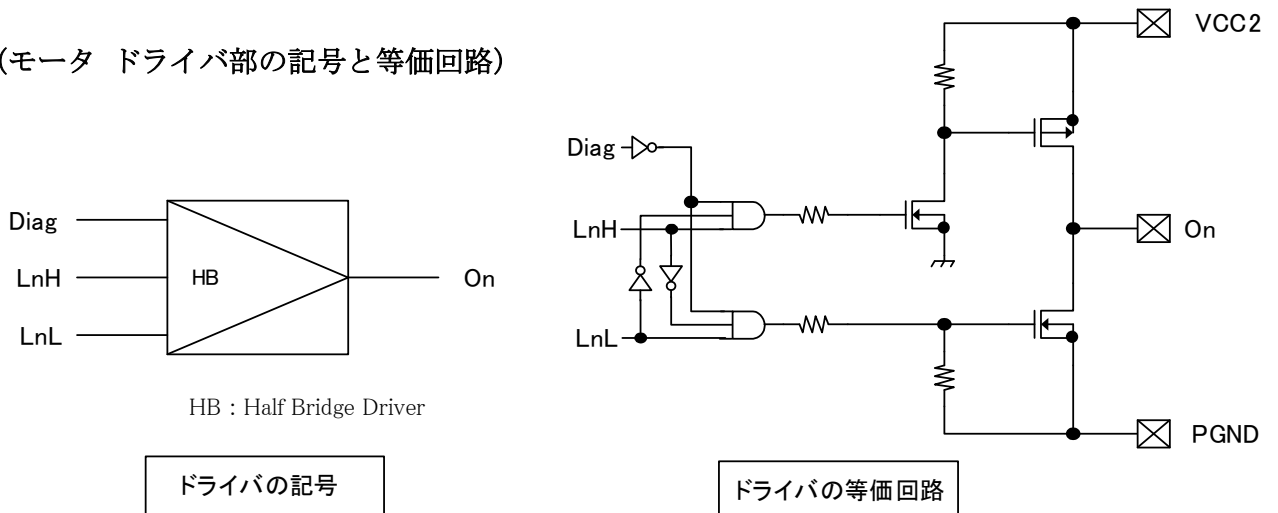 (モータ ドライバ部の記号と等価回路)
Diag
LnH
LnL
HB
On
HB : Half Bridge Driver
ドライバの記号
VCC2
Diag
LnH
LnL
On
PGND
ドライバの等価回路